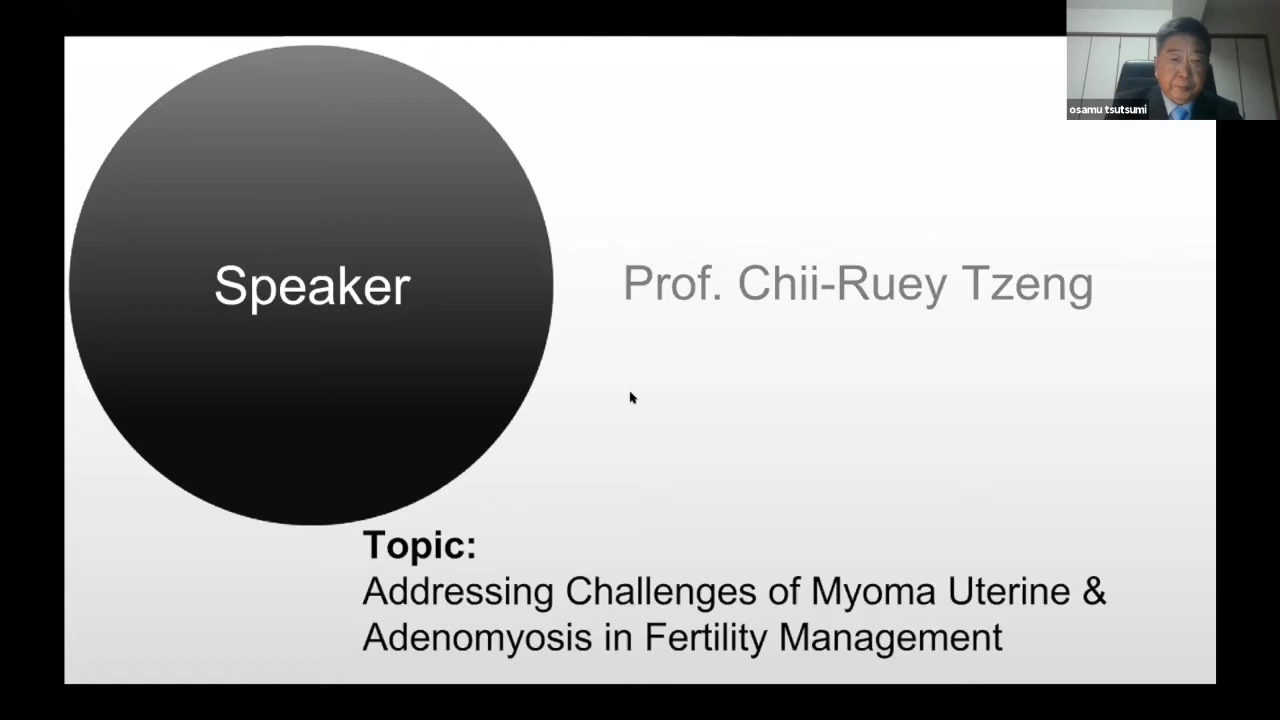 osamu tsutsumi
Speaker
Prof. Chii-Ruey Tzeng
Topic:
Addressing Challenges of Myoma Uterine &
Adenomyosis in Fertility Management